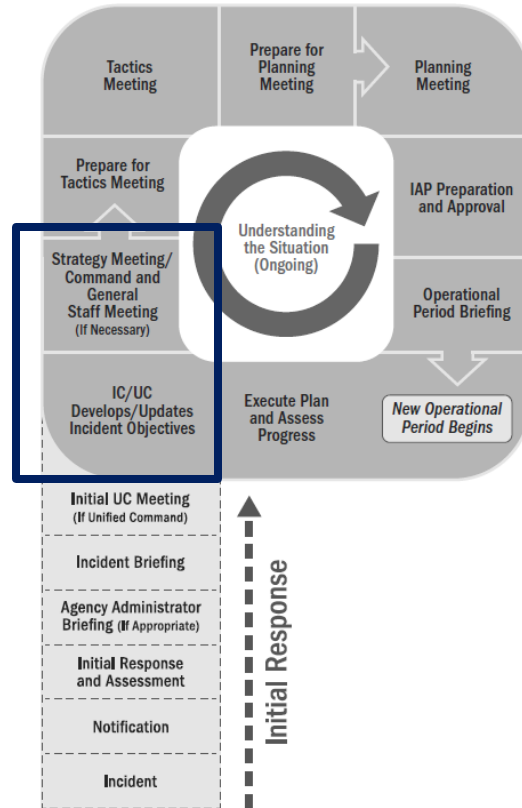 Tactics
Meeting
Prepare for
Planning
Meeting
Planning
Meeting
Prepare for
Tactics Meeting
Understanding
the Situation
(Ongoing)
IAP Preparation
and Approval
Strategy Meeting/
Command and
General
Staff Meeting
(If Necessary)
Operational
Period Briefing
IC/UC
Develops/Updates
Incident Objectives
Execute Plan
and Assess
Progress
New Operational
Period Begins
Initial UC Meeting
(If Unified Command)
Incident Briefing
Agency Administrator
Briefing (If Appropriate)
Initial Response
and Assessment
Notification
Incident
Initial Response